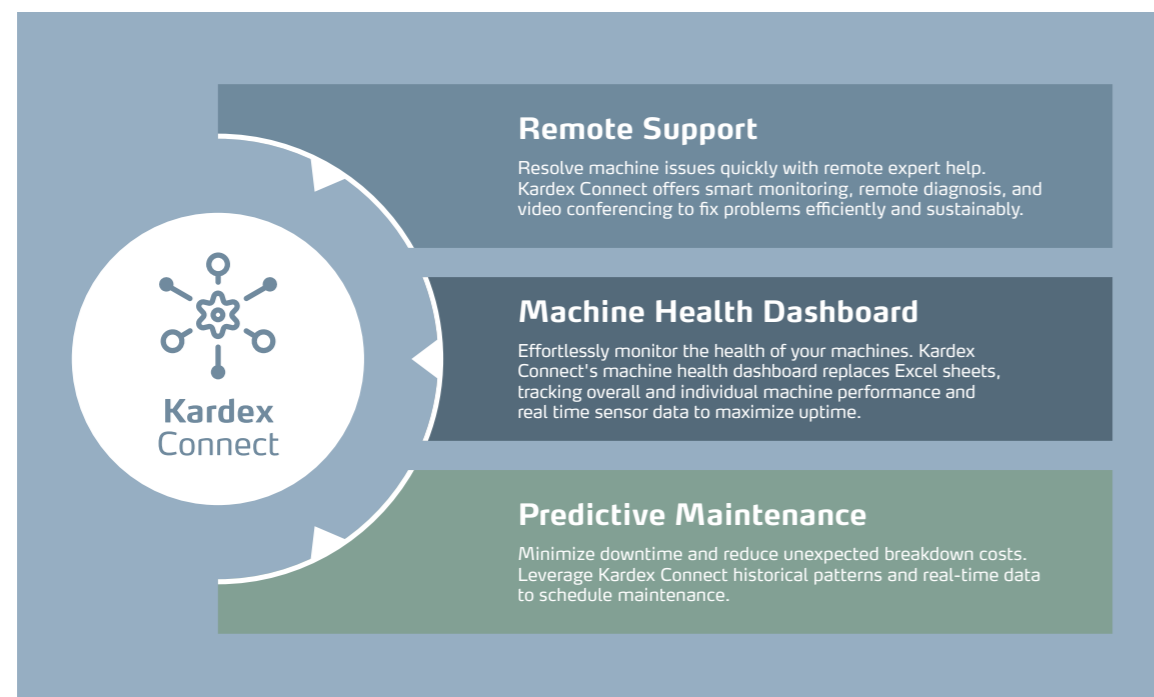 Kardex
Connect
Remote Support
Resolve machine issues quickly with remote expert help.
Kardex Connect offers smart monitoring, remote diagnosis, and
video conferencing to fix problems efficiently and sustainably.
Machine Health Dashboard
Effortlessly monitor the health of your machines. Kardex
Connect's machine health dashboard replaces Excel sheets,
tracking overall and individual machine performance and
real time sensor data to maximize uptime.
Predictive Maintenance
Minimize downtime and reduce unexpected breakdown costs.
Leverage Kardex Connect historical patterns and real-time data
to schedule maintenance.